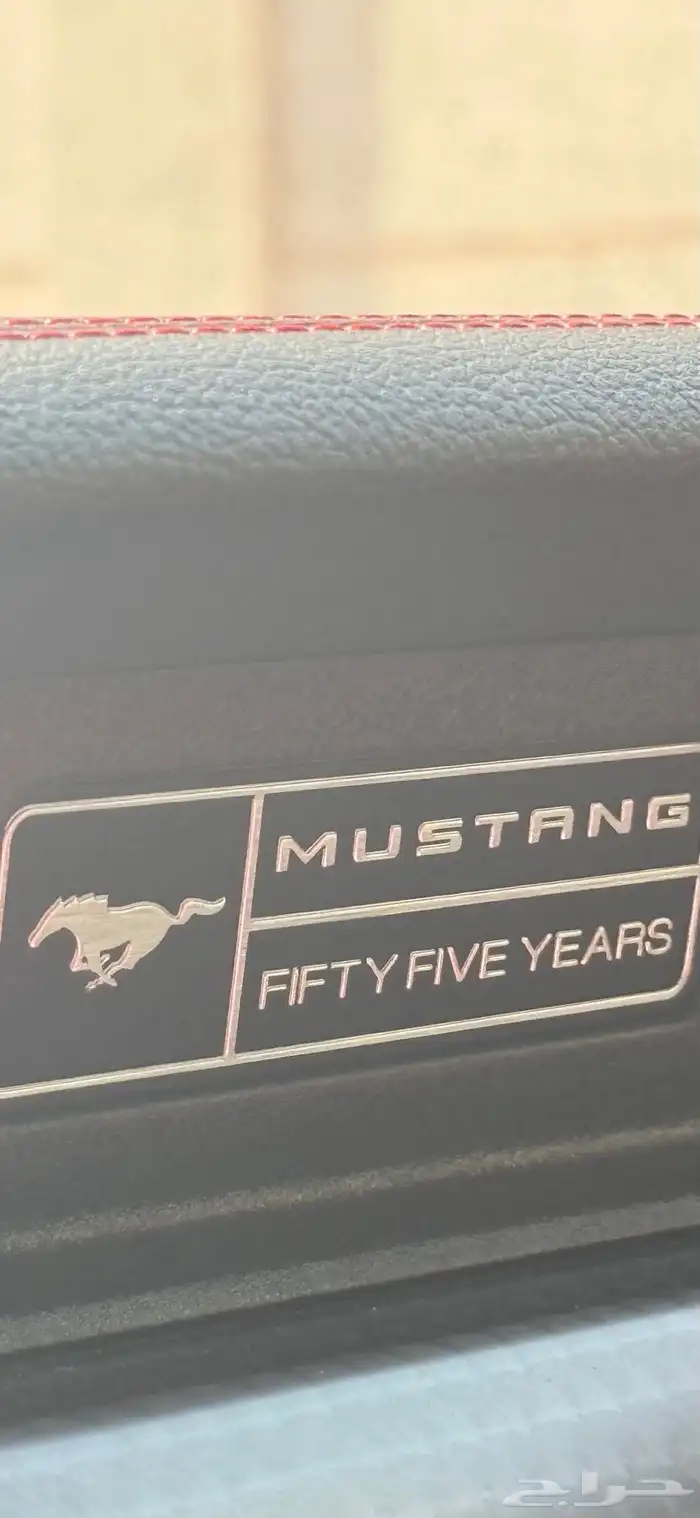 MUSTANG
FIFTY FIVE YEARS
حراج